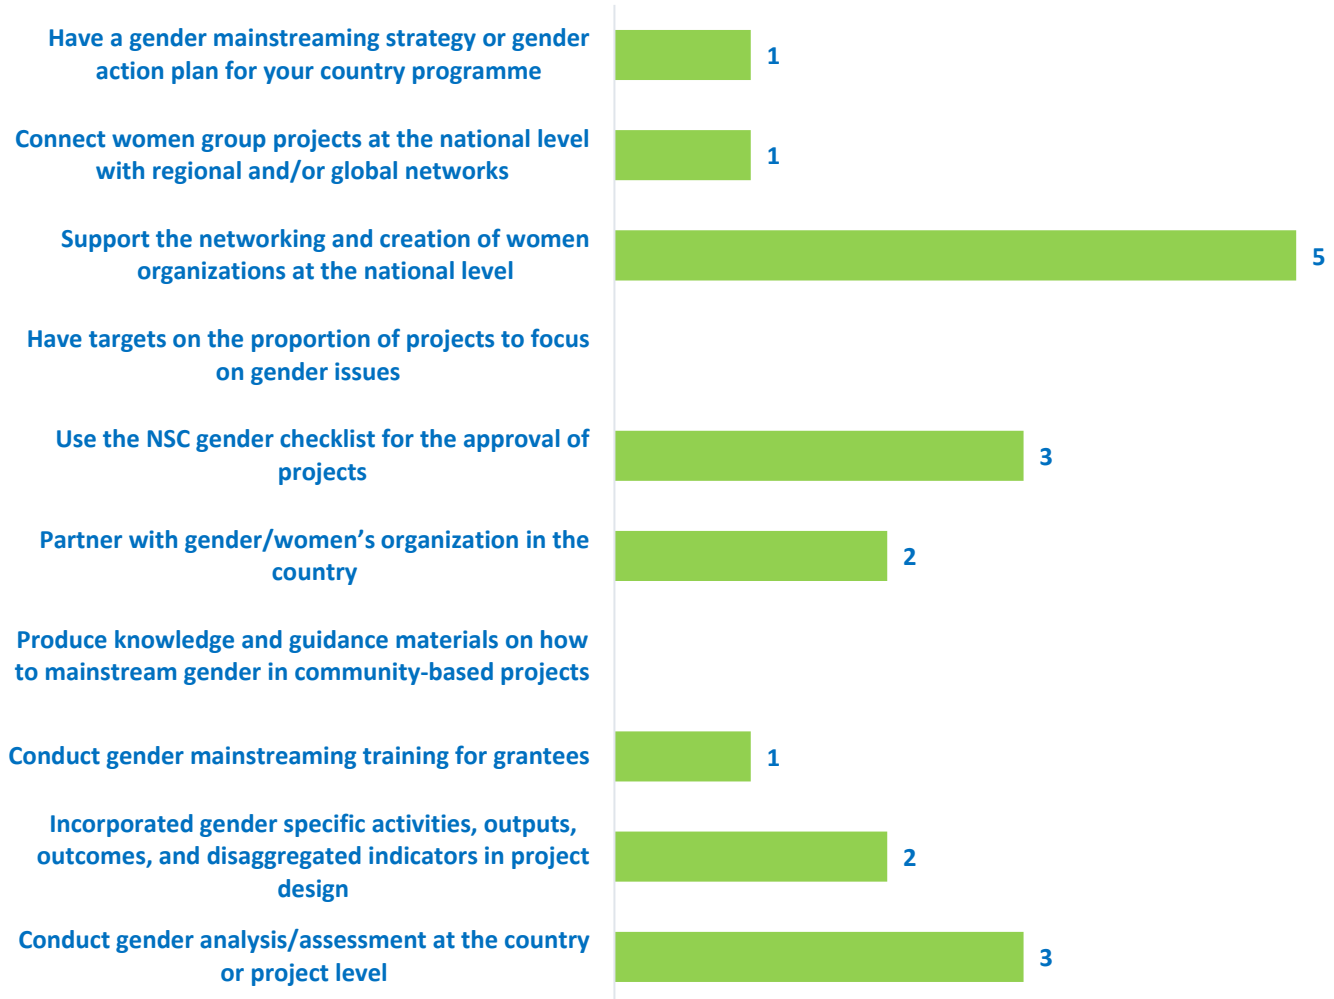 Have a gender mainstreaming strategy or gender
action plan for your country programme
1
Connect women group projects at the national level
with regional and/or global networks
1
Support the networking and creation of women
organizations at the national level
5
Have targets on the proportion of projects to focus
on gender issues
Use the NSC gender checklist for the approval of
projects
3
Partner with gender/women’s organization in the
country
2
Produce knowledge and guidance materials on how
to mainstream gender in community-based projects
Conduct gender mainstreaming training for grantees
1
Incorporated gender specific activities, outputs,
outcomes, and disaggregated indicators in project
design
2
Conduct gender analysis/assessment at the country
or project level
3